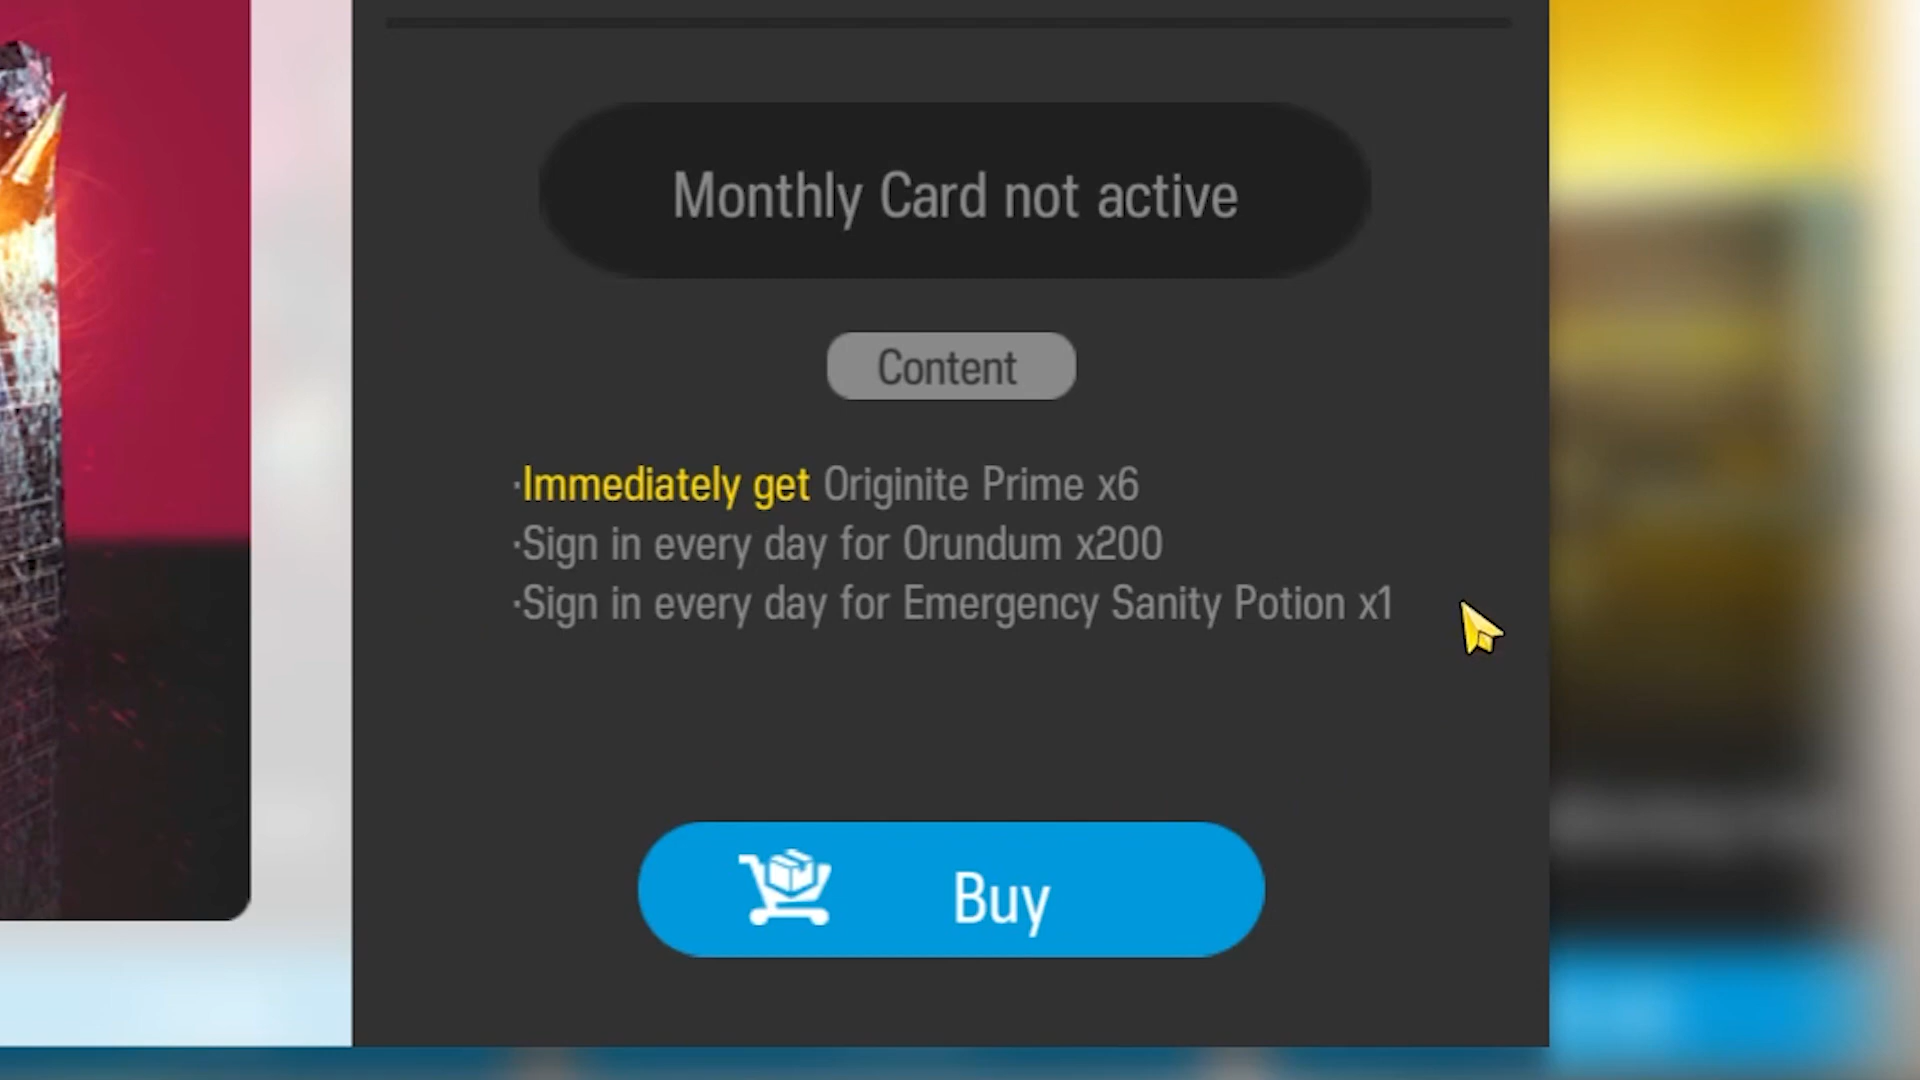 Monthly Card not active
Content
·Immediately get Originite Prime x6
·Sign in every day for Orundum x200
·Sign in every day for Emergency Sanity Potion x1
Buy